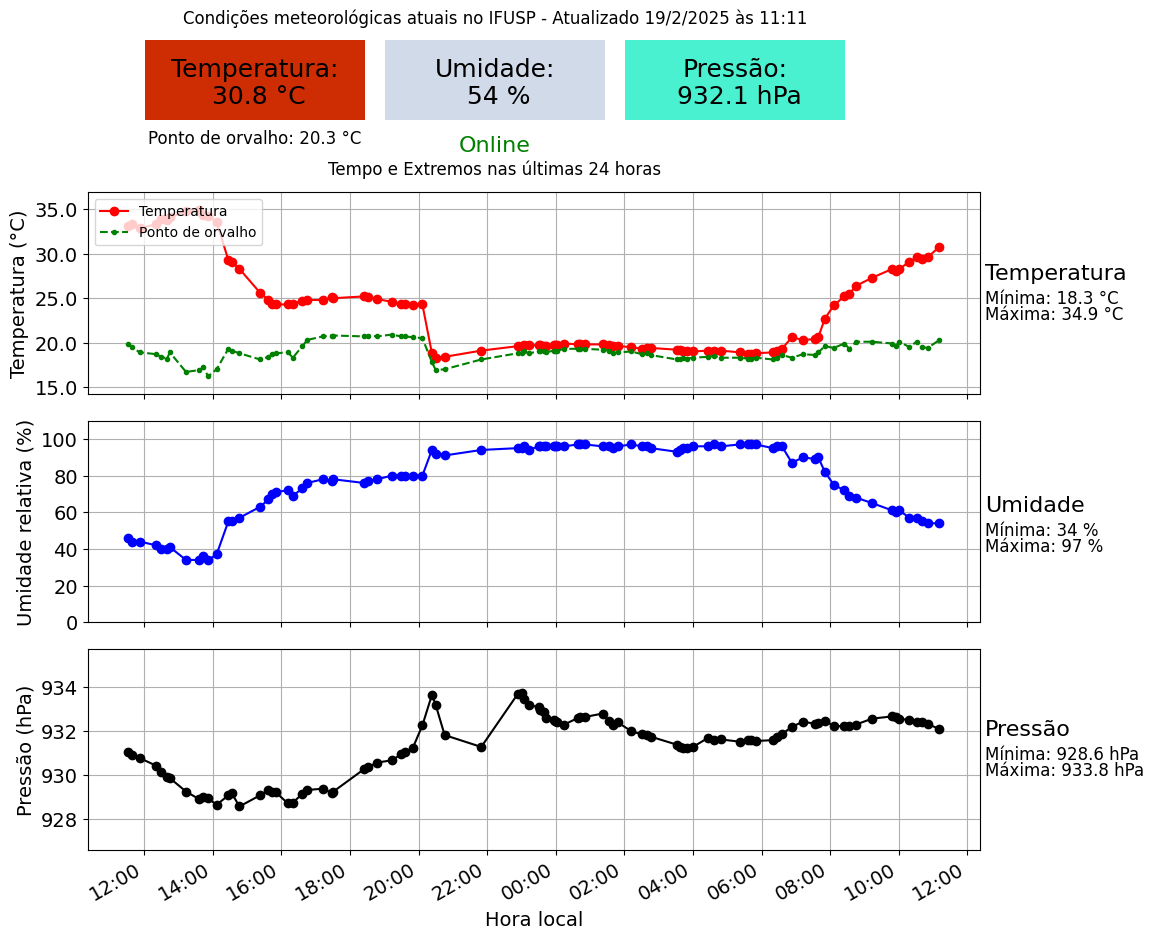 Condições meteorológicas atuais no IFUSP - Atualizado 19/2/2025 às 11:11
Temperatura:
30.8 °C
Umidade:
54 %
Pressão:
932.1 hPa
Ponto de orvalho: 20.3 °C
Online
Tempo e Extremos nas últimas 24 horas
Temperatura (°C)
35.0
30.0
25.0
20.0
15.0
Temperatura
Ponto de orvalho
Temperatura
Mínima: 18.3 °C
Máxima: 34.9 °C
Umidade relativa (%)
100
80
60
40
20
0
Umidade
Mínima: 34 %
Máxima: 97 %
Pressão (hPa)
934
932
930
928
Pressão
Mínima: 928.6 hPa
Máxima: 933.8 hPa
12:00
14:00
16:00
18:00
20:00
22:00
00:00
02:00
04:00
06:00
08:00
10:00
12:00
Hora local